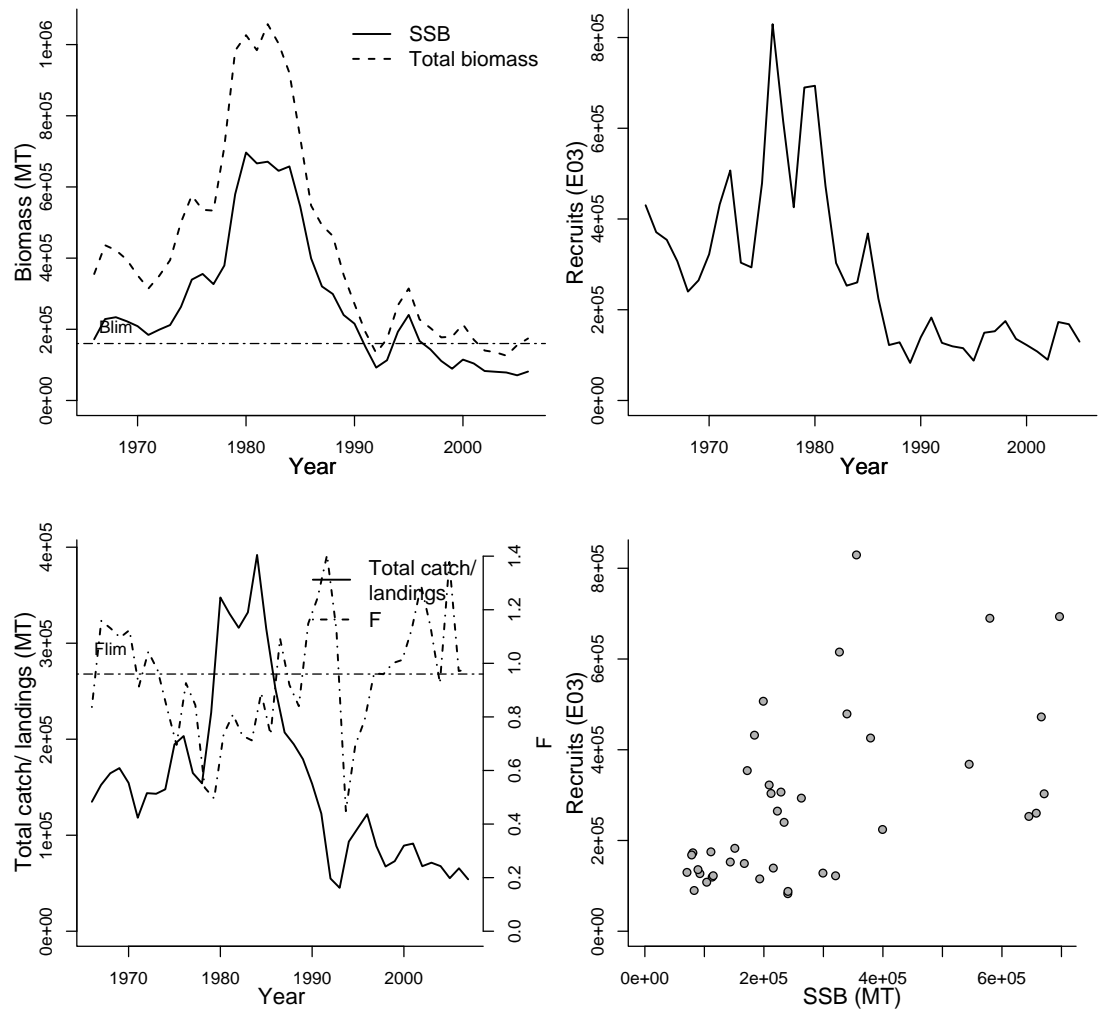 SSB
Total biomass
Biomass (MT)
1e+06
8e+05
6e+05
4e+05
2e+05
0e+00
Blim
1970
1980
1990
2000
Year
Recruits (E03)
8e+05
6e+05
4e+05
2e+05
0e+00
1970
1980
1990
2000
Year
Total catch/ landings (MT)
4e+05
3e+05
2e+05
1e+05
0e+00
Flim
Total catch/
landings
F
1.4
1.2
1.0
0.8
0.6
0.4
0.2
0.0
F
1970
1980
1990
2000
Year
Recruits (E03)
8e+05
6e+05
4e+05
2e+05
0e+00
0e+00
2e+05
4e+05
6e+05
SSB (MT)